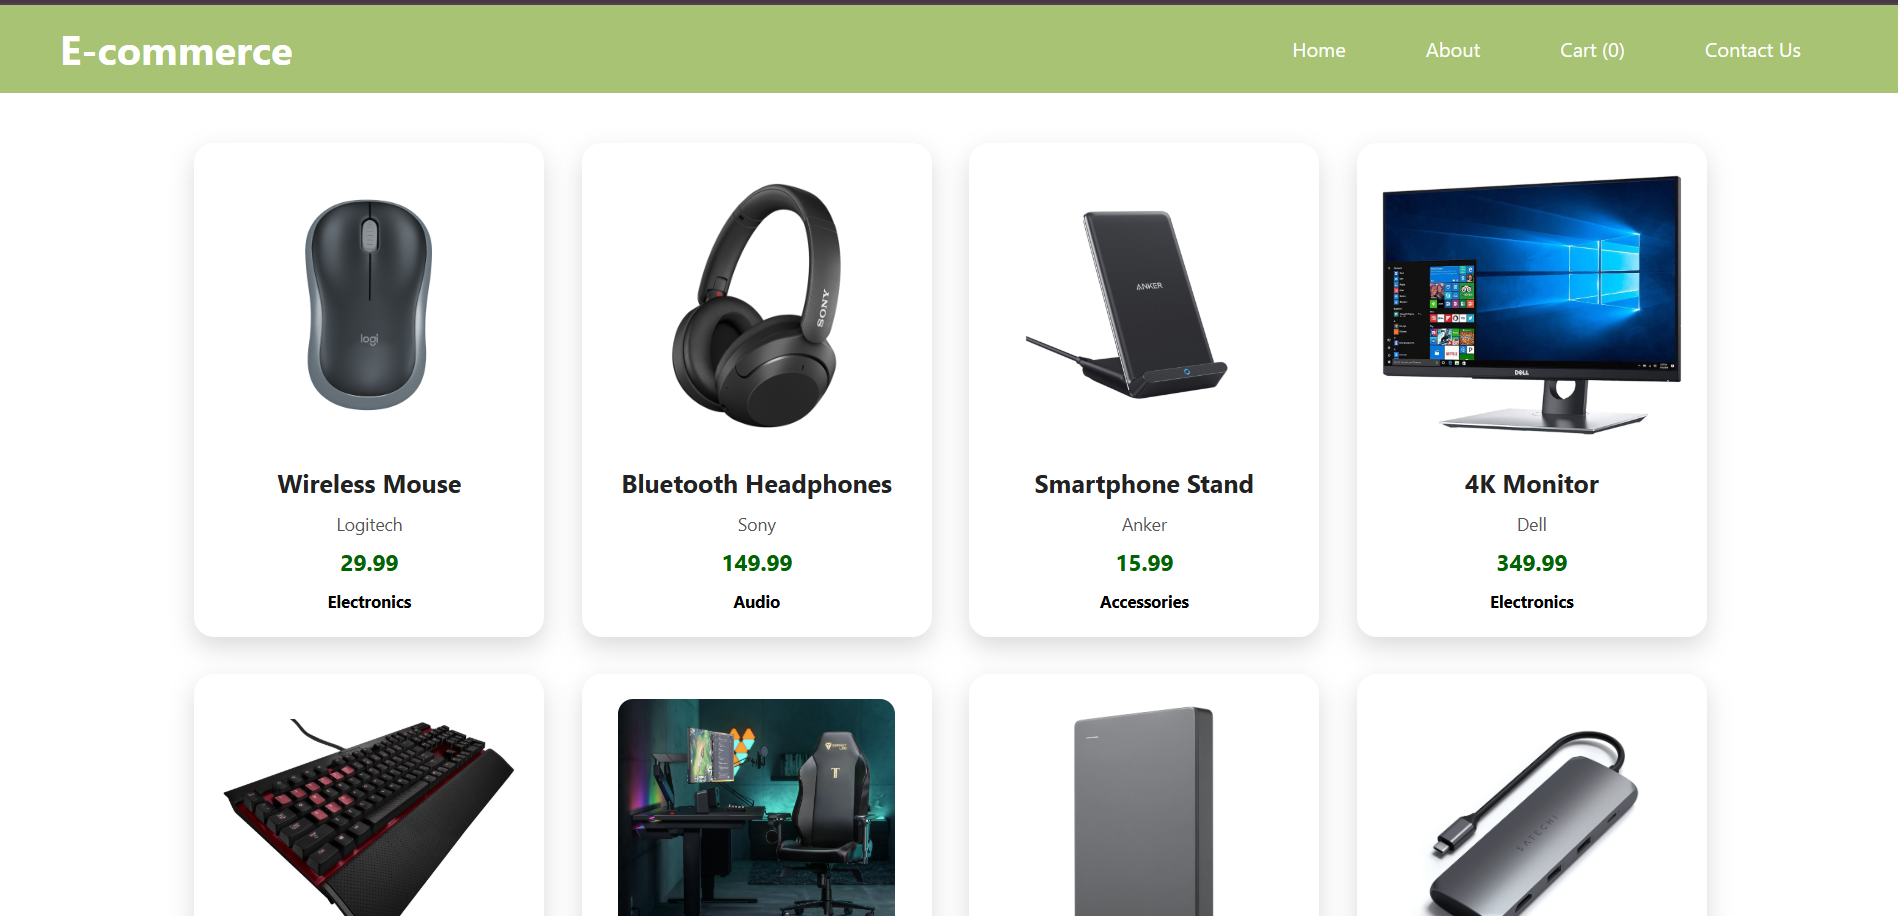 E-commerce
Home
About
Cart (0)
Contact Us
logi
SONY
ANKER
DELL
Wireless Mouse
Logitech
29.99
Electronics
Bluetooth Headphones
Sony
149.99
Audio
Smartphone Stand
Anker
15.99
Accessories
4K Monitor
Dell
349.99
Electronics
SATECHI